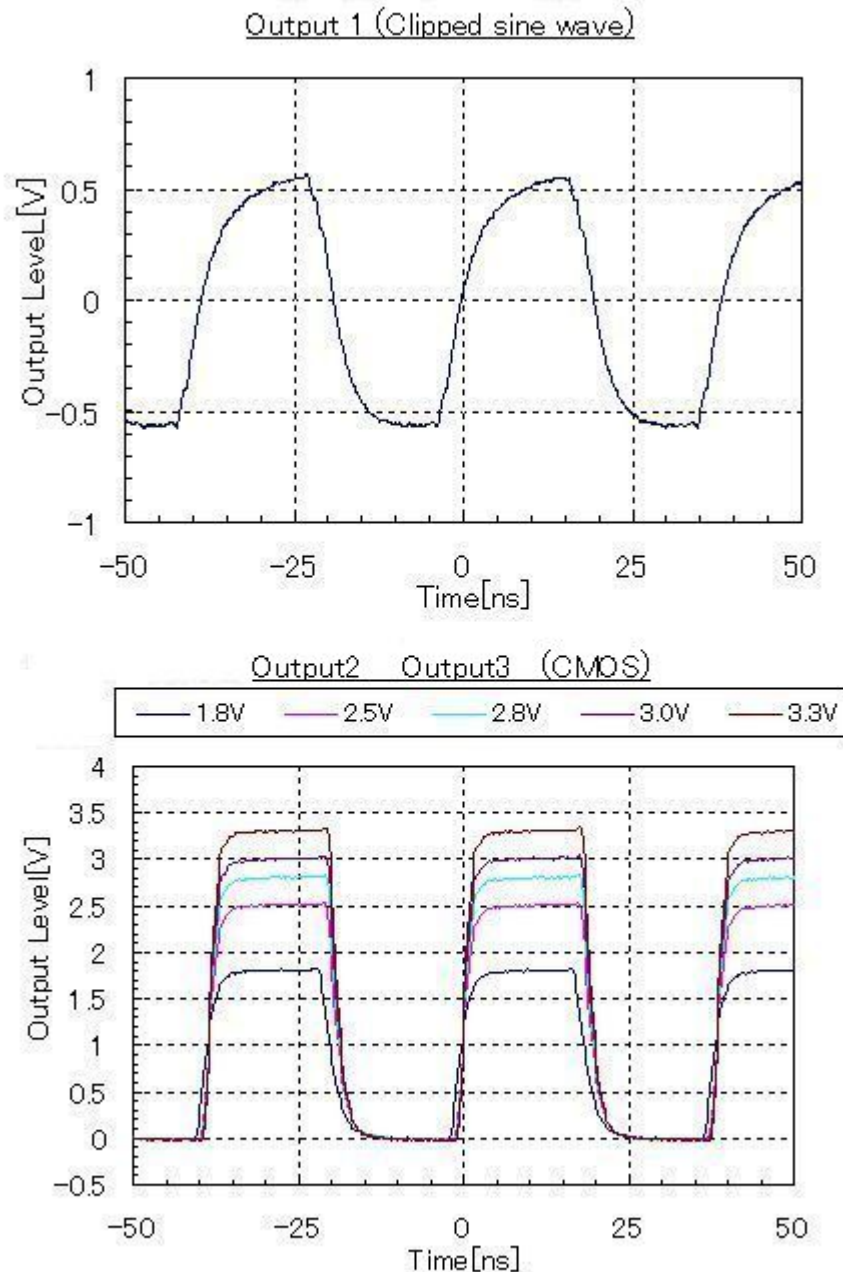 Output 1 (Clipped sine wave)
1
0.5
0
-0.5
-1
Output LeveL[V]
-50 -25 0 25 50
Time[ns]
Output2 Output3 (CMOS)
1.8V 2.5V 2.8V 3.0V 3.3V
4
3.5
3
2.5
2
1.5
1
0.5
0
-0.5
Output Level[V]
-50 -25 0 25 50
Time[ns]